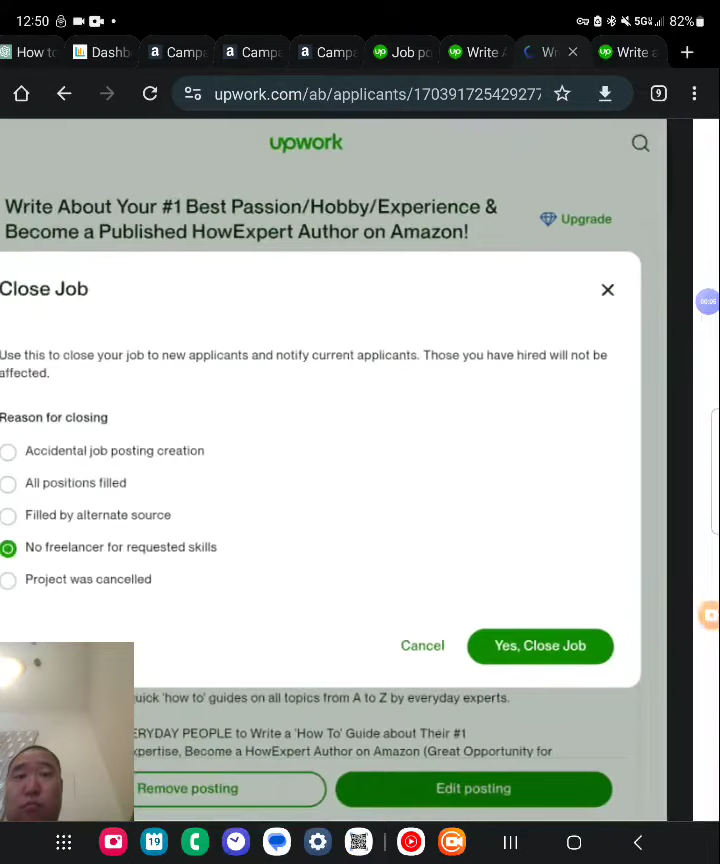 12:50
5G 82%
How to
Dashb
a Campa
a Campa
a Campa
up Job po
up Write A
Wr
up Write a
upwork.com/ab/applicants/170391725429277
9
upwork
Write About Your #1 Best Passion/Hobby/Experience &
Become a Published HowExpert Author on Amazon!
Upgrade
Close Job
Use this to close your job to new applicants and notify current applicants. Those you have hired will not be
affected.
Reason for closing
Accidental job posting creation
All positions filled
Filled by alternate source
No freelancer for requested skills
Project was cancelled
Cancel
Yes, Close Job
quick 'how to' guides on all topics from A to Z by everyday experts.
ERYDAY PEOPLE to Write a 'How To' Guide about Their #1
xpertise, Become a HowExpert Author on Amazon (Great Opportunity for
Remove posting
Edit posting
19